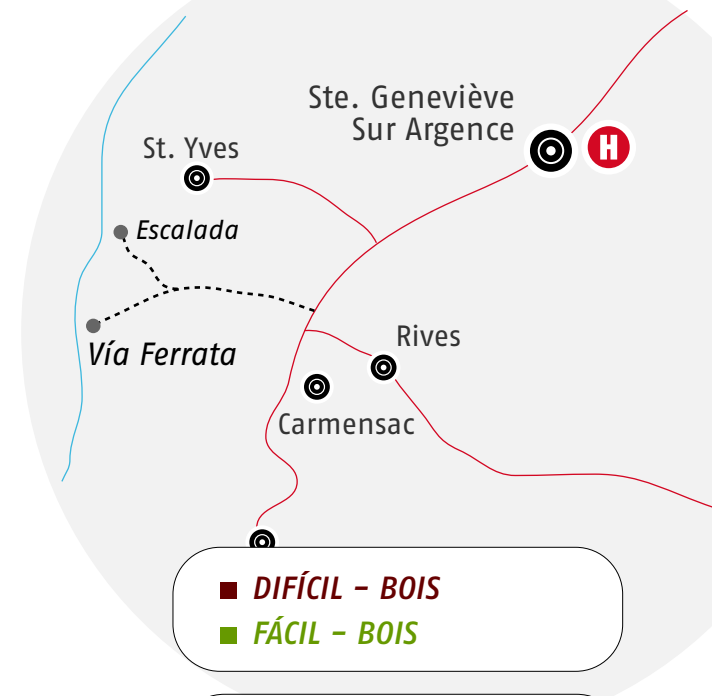 Ste. Geneviève
Sur Argence
H
St. Yves
Escalada
Vía Ferrata
Rives
Carmensac
DIFÍCIL – BOIS
FÁCIL – BOIS